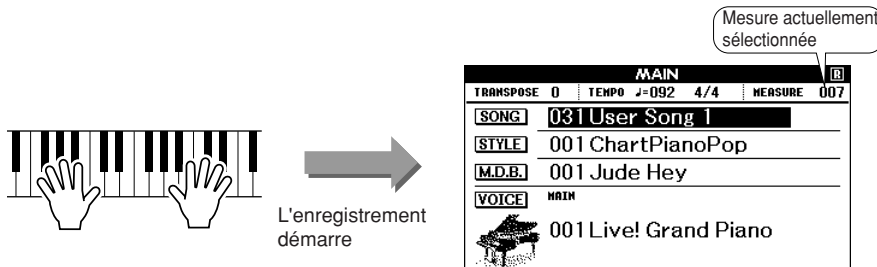 Mesure actuellement
sélectionnée
MAIN R
TRANSPOSE 0 TEMPO ♩=092 4/4 MEASURE 007
SONG 031 User Song 1
STYLE 001 ChartPianoPop
M.D.B. 001 Jude Hey
VOICE MAIN
001 Live! Grand Piano
L'enregistrement
démarre